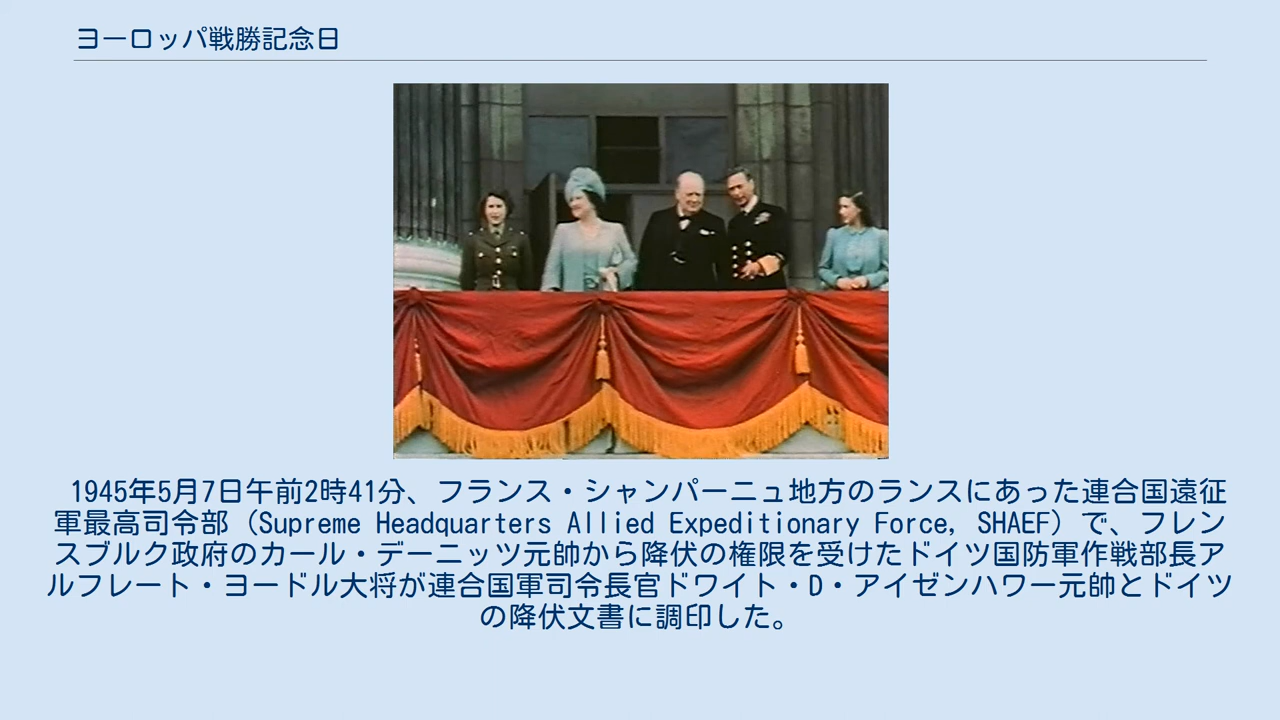 ヨーロッパ戦勝記念日
1945年5月7日午前2時41分、フランス・シャンパーニュ地方のランスにあった連合国遠征
軍最高司令部（Supreme Headquarters Allied Expeditionary Force, SHAEF）で、フレン
スブルク政府のカール・デーニッツ元帥から降伏の権限を受けたドイツ国防軍作戦部長ア
ルフレート・ヨードル大将が連合国軍司令長官ドワイト・D・アイゼンハワー元帥とドイツ
の降伏文書に調印した。